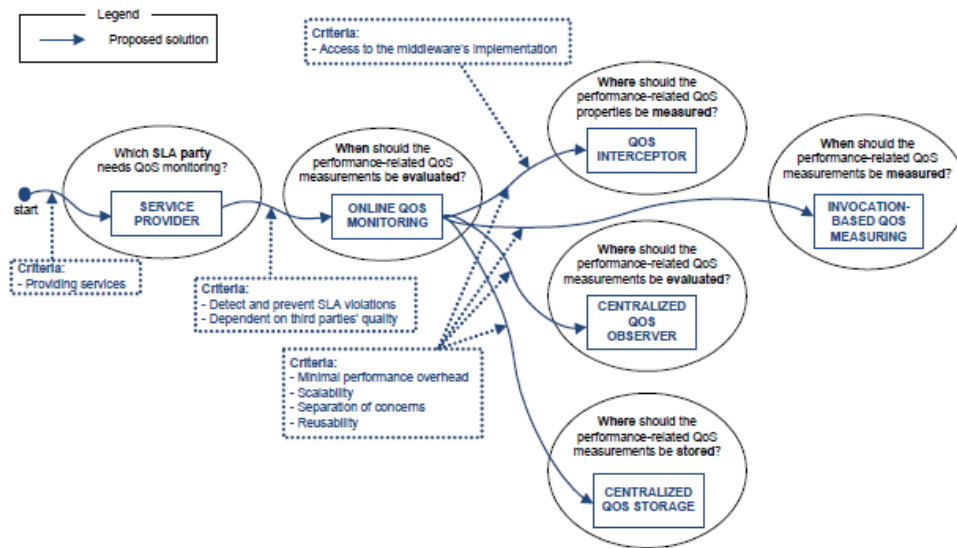 Legend
Proposed solution
Criteria:
- Access to the middleware's implementation
Where should the
performance-related QoS
properties be measured?
QOS
INTERCEPTOR
Which SLA party
needs QoS monitoring?
When should the
performance-related QoS
measurements be evaluated?
When should the
performance-related QoS
measurements be measured?
start
SERVICE
PROVIDER
ONLINE QOS
MONITORING
INVOCATION-
BASED QOS
MEASURING
Where should the
performance-related QoS
measurements be evaluated?
Criteria:
- Providing services
Criteria:
- Detect and prevent SLA violations
- Dependent on third parties' quality
CENTRALIZED
QOS
OBSERVER
Criteria:
- Minimal performance overhead
- Scalability
- Separation of concerns
- Reusability
Where should the
performance-related QoS
measurements be stored?
CENTRALIZED
QOS STORAGE